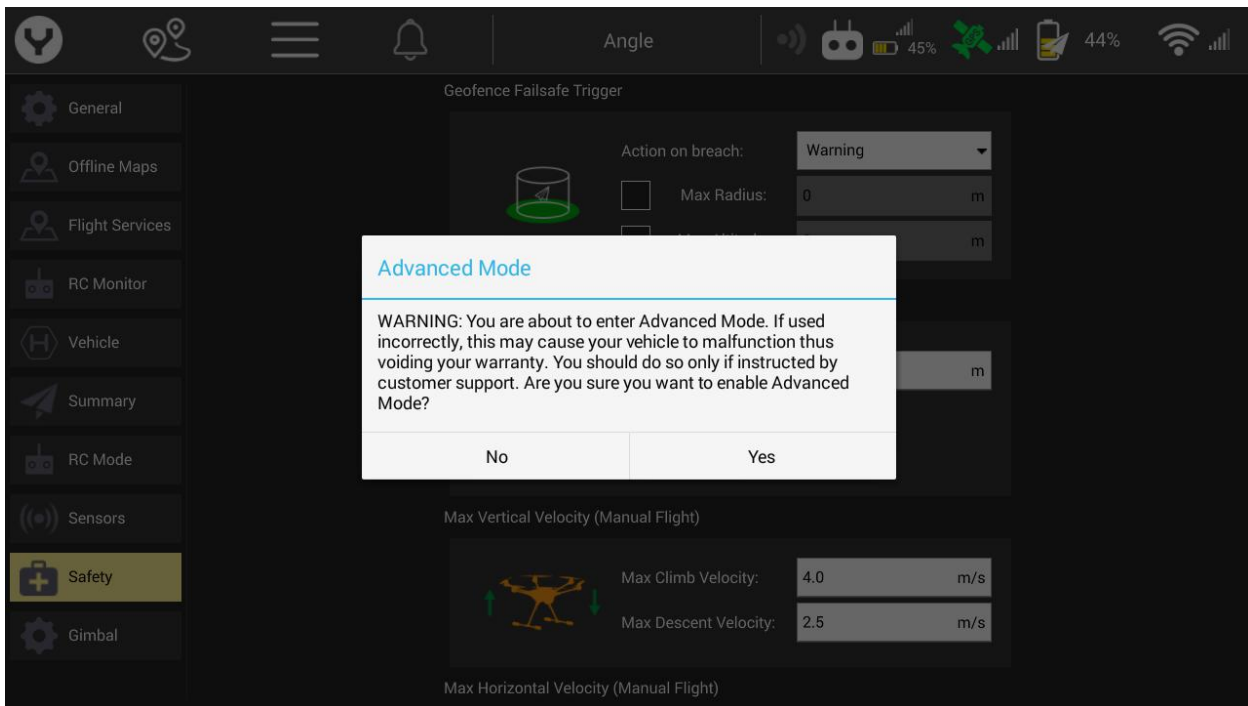 Angle
45%
44%
General
Offline Maps
Flight Services
RC Monitor
Vehicle
Summary
RC Mode
Sensors
Safety
Gimbal
Geofence Failsafe Trigger
Action on breach: Warning
Max Radius: 0 m
m
Advanced Mode
WARNING: You are about to enter Advanced Mode. If used
incorrectly, this may cause your vehicle to malfunction thus
voiding your warranty. You should do so only if instructed by
customer support. Are you sure you want to enable Advanced
Mode?
No Yes
m
Max Vertical Velocity (Manual Flight)
Max Climb Velocity: 4.0 m/s
Max Descent Velocity: 2.5 m/s
Max Horizontal Velocity (Manual Flight)